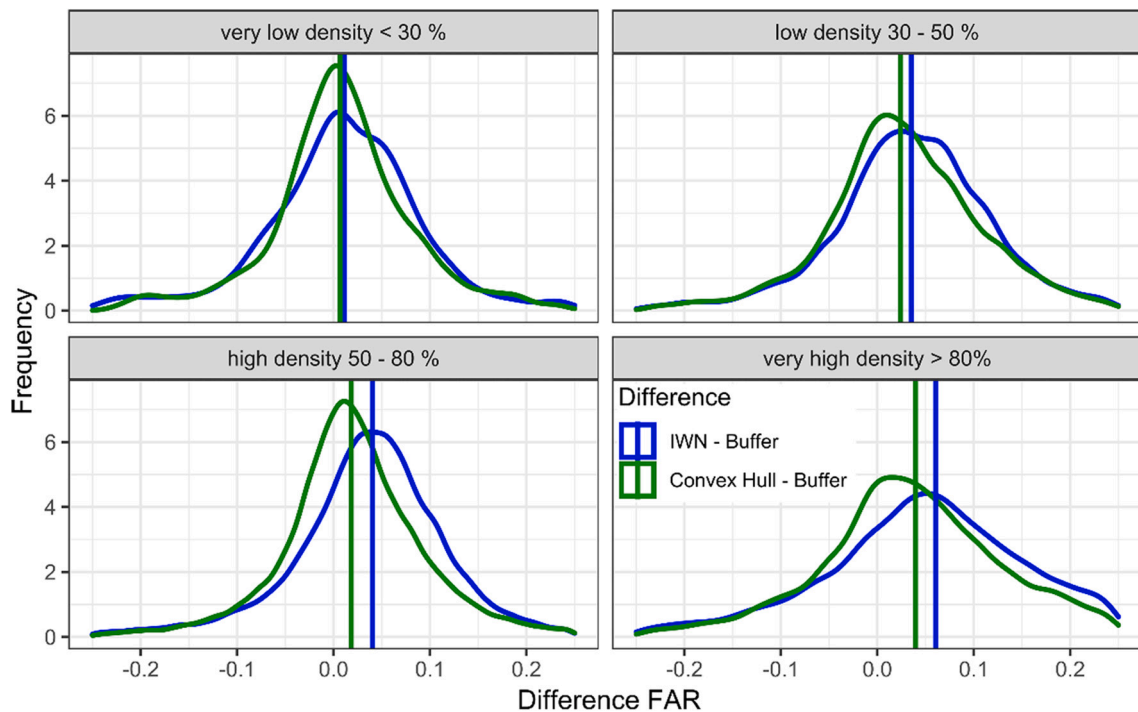 very low density < 30 %
low density 30 - 50 %
6
4
2
0
high density 50 - 80 %
very high density > 80%
Frequency
Difference
IWN - Buffer
Convex Hull - Buffer
6
4
2
0
-0.2
-0.1
0.0
0.1
0.2
-0.2
-0.1
0.0
0.1
0.2
Difference FAR